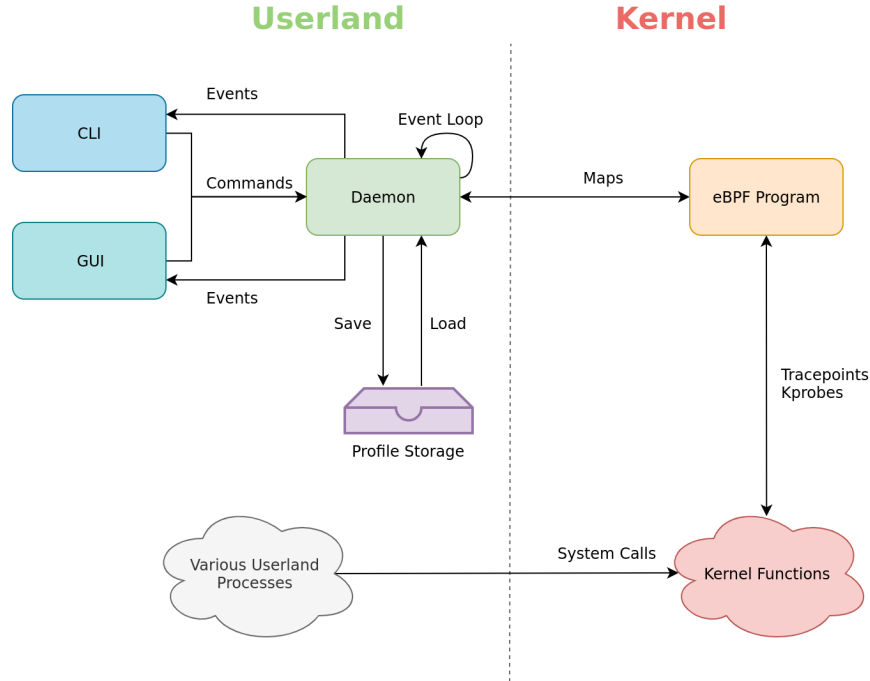 Userland
Kernel
Events
CLI
Event Loop
Commands
Maps
Daemon
eBPF Program
GUI
Events
Save
Load
Tracepoints
Kprobes
Profile Storage
System Calls
Various Userland
Processes
Kernel Functions